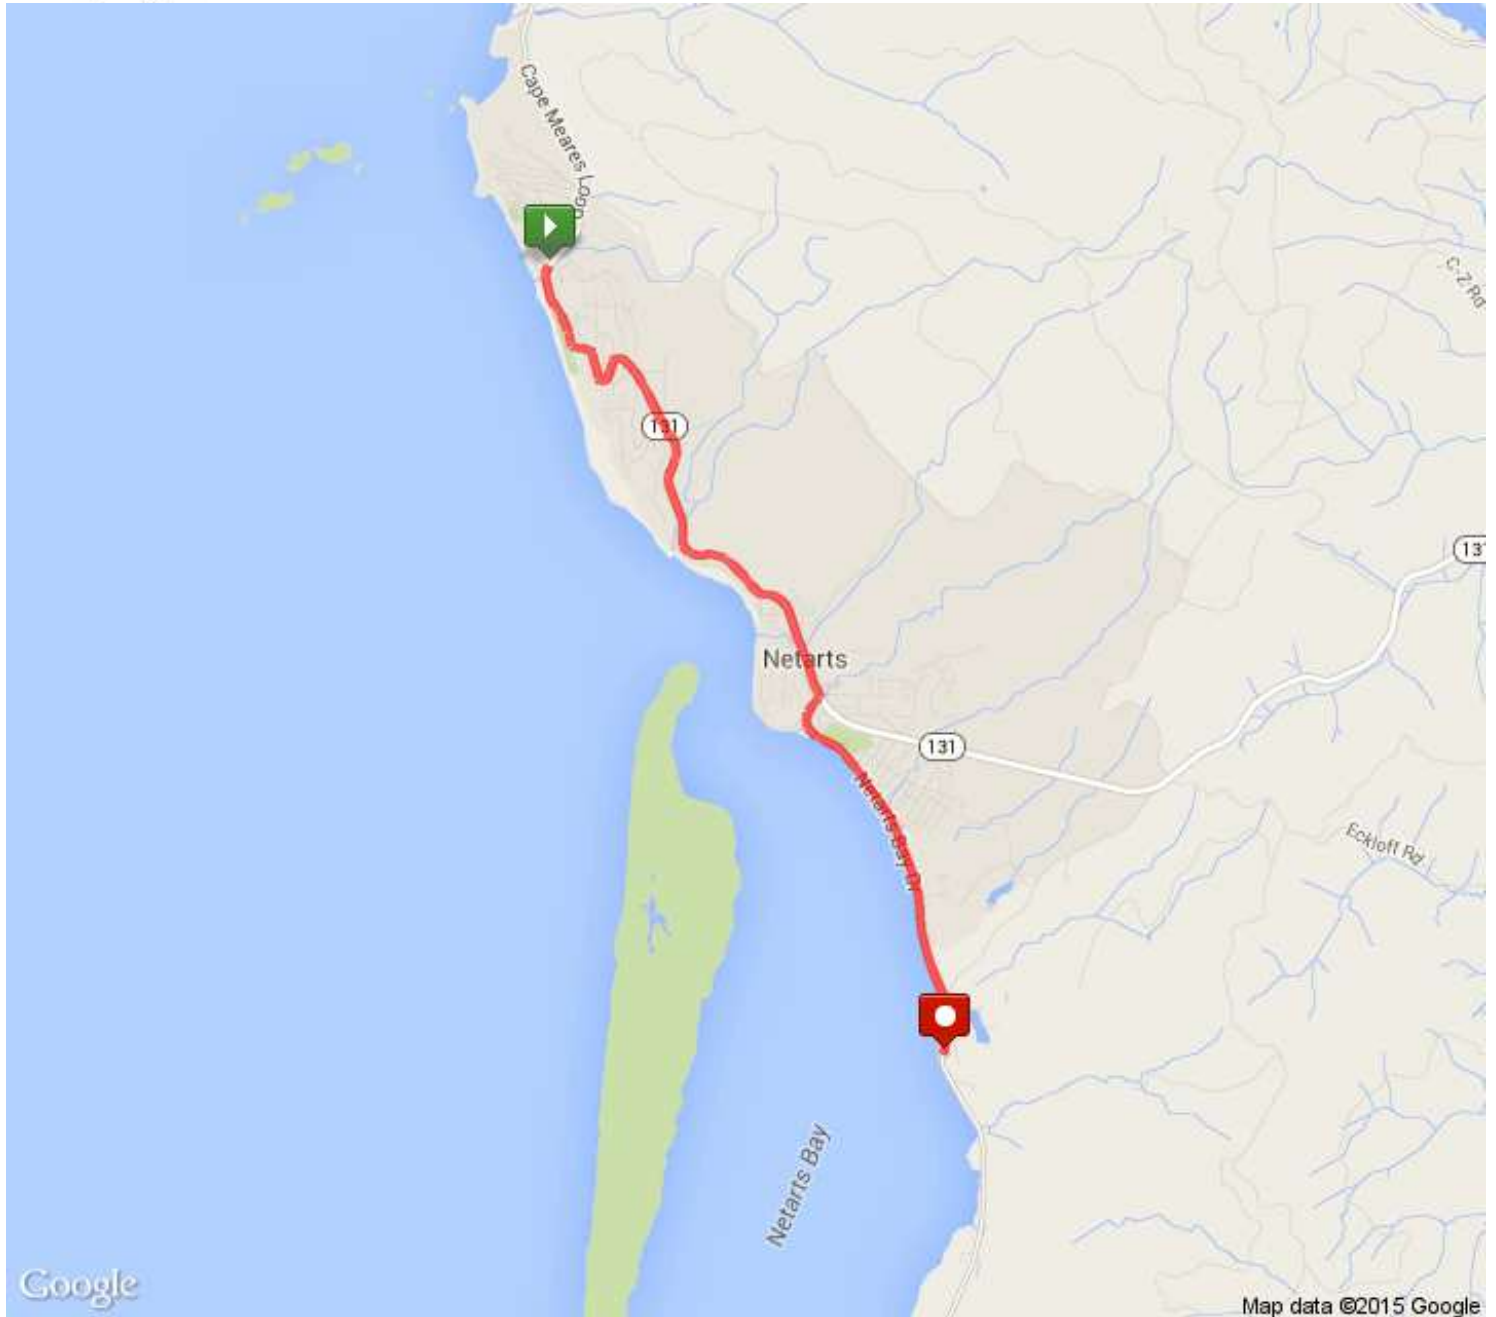 Cape Meares Loop
C-Z Rd
131
131
Netarts
131
Netarts Bay Dr
Eckloff Rd
Netarts Bay
Google
Map data ©2015 Google